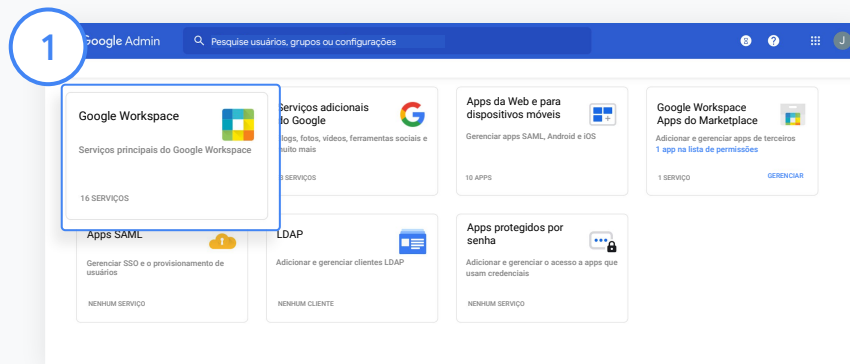 1
Google Admin
Pesquise usuários, grupos ou configurações
J
Google Workspace
Serviços principais do Google Workspace
16 SERVIÇOS
Serviços adicionais
do Google
fotos, vídeos, ferramentas sociais e
muito mais
SERVIÇOS
Apps da Web e para
dispositivos móveis
Gerenciar apps SAML, Android e iOS
10 APPS
Google Workspace
Apps do Marketplace
Adicionar e gerenciar apps de terceiros
1 app na lista de permissões
1 SERVIÇO
GERENCIAR
Apps SAML
Gerenciar SSO e o provisionamento de
usuários
NENHUM SERVIÇO
LDAP
Adicionar e gerenciar clientes LDAP
NENHUM CLIENTE
Apps protegidos por
senha
Adicionar e gerenciar o acesso a apps que
usam credenciais
NENHUM SERVIÇO